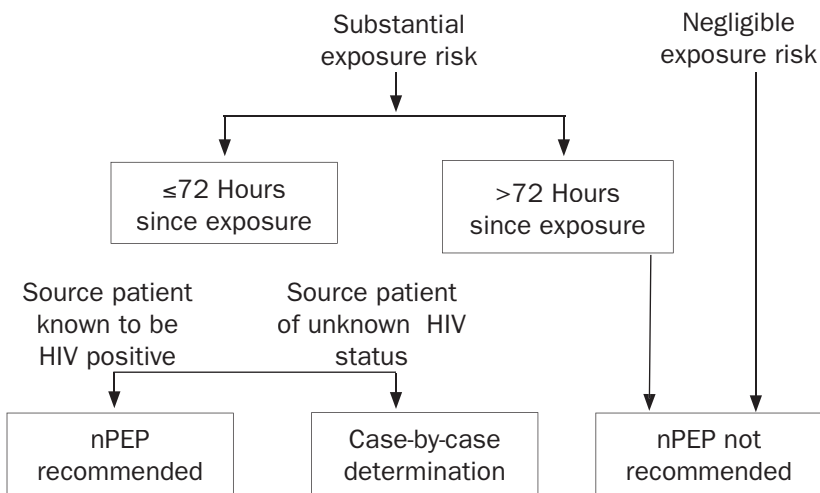 Substantial
exposure risk
Negligible
exposure risk
≤72 Hours
since exposure
>72 Hours
since exposure
Source patient
known to be
HIV positive
Source patient
of unknown HIV
status
nPEP
recommended
Case-by-case
determination
nPEP not
recommended